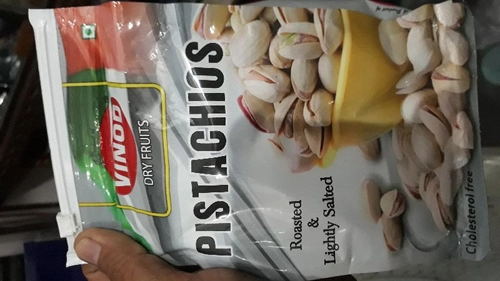 VINOD
DRY FRUITS
PISTACHIOS
Roasted
&
Lightly Salted
Cholesterol free